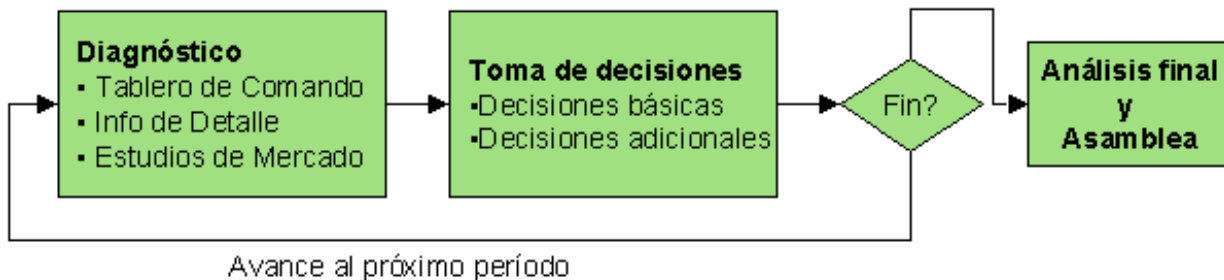 Diagnóstico
▪ Tablero de Comando
▪ Info de Detalle
▪ Estudios de Mercado
Toma de decisiones
▪Decisiones básicas
▪Decisiones adicionales
Fin?
Análisis final
y
Asamblea
Avance al próximo período